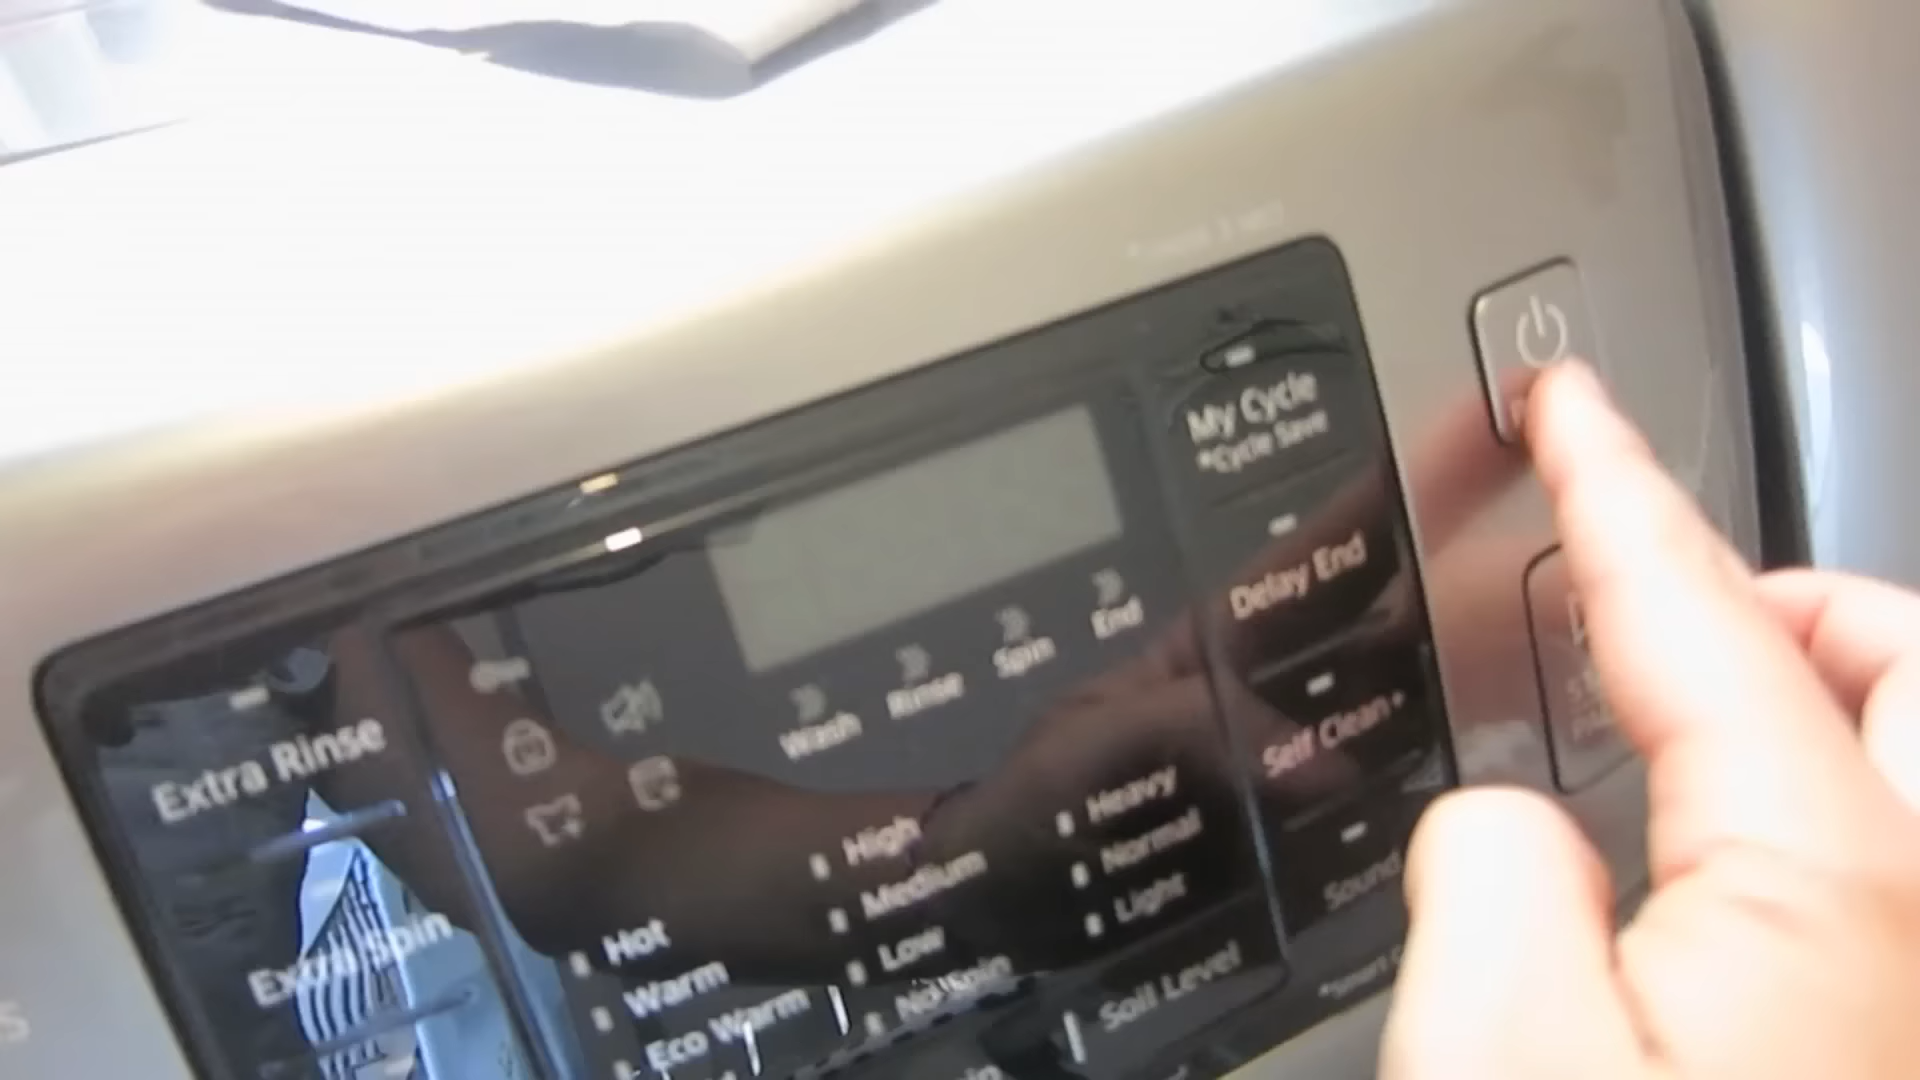 My Cycle
*Cycle Save
Delay End
Self Clean+
Sound
Extra Rinse
Extra Spin
Wash
Rinse
Spin
End
Hot
Warm
Eco Warm
High
Medium
Low
No Spin
Heavy
Normal
Light
Soil Level